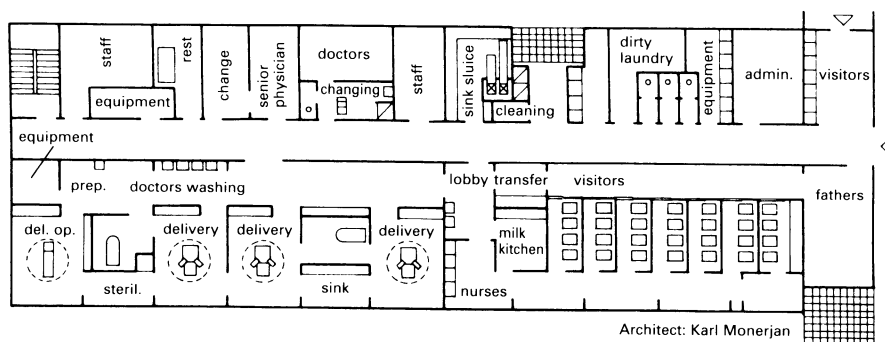 staff
rest
change
senior
physician
doctors
changing
staff
sink sluice
cleaning
dirty
laundry
equipment
admin.
visitors
equipment
equipment
prep.
doctors washing
lobby transfer
visitors
fathers
del. op.
delivery
delivery
delivery
milk
kitchen
steril.
sink
nurses
Architect: Karl Monerjan